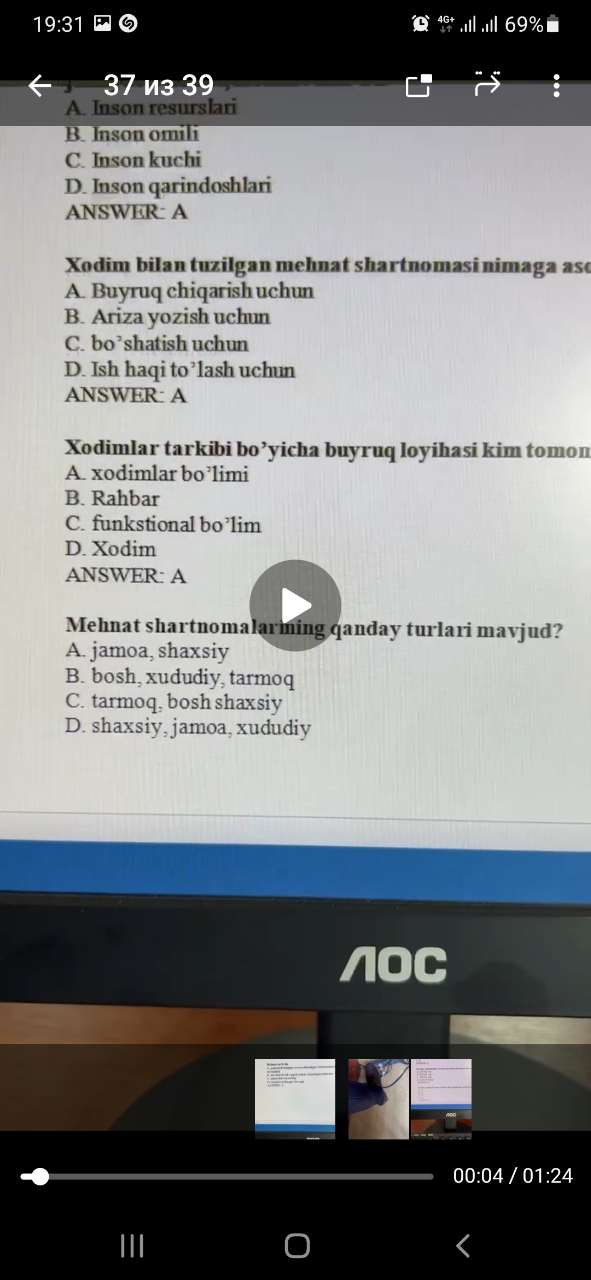 19:31
4G+
69%
37 из 39
A. Inson resurslari
B. Inson omili
C. Inson kuchi
D. Inson qarindoshlari
ANSWER: A
Xodim bilan tuzilgan mehnat shartnomasi nimaga
A. Buyruq chiqarish uchun
B. Ariza yozish uchun
C. bo’shatish uchun
D. Ish haqi to’lash uchun
ANSWER: A
Xodimlar tarkibi bo’yicha buyruq loyihasi kim
A. xodimlar bo’limi
B. Rahbar
C. funkstional bo’lim
D. Xodim
ANSWER: A
Mehnat shartnomalarming qanday turlari mavjud?
A. jamoa, shaxsiy
B. bosh, xududiy, tarmoq
C. tarmoq, bosh shaxsiy
D. shaxsiy, jamoa, xududiy
AOC
00:04 / 01:24